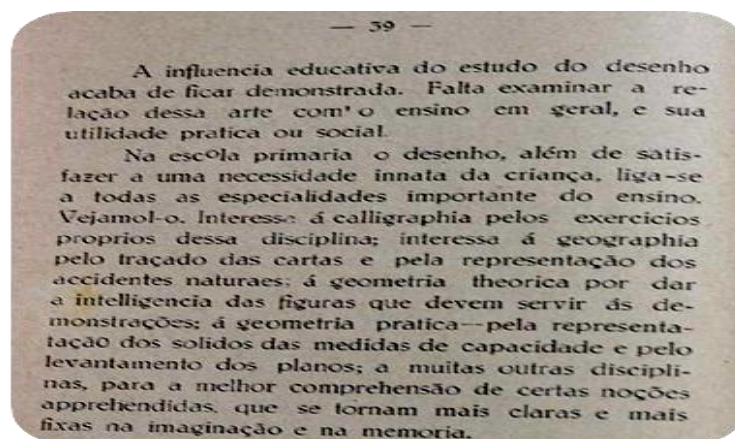 — 39 —
A influencia educativa do estudo do desenho
acaba de ficar demonstrada. Falta examinar a re-
lação dessa arte com' o ensino em geral, e sua
utilidade pratica ou social.
Na escola primaria o desenho, além de satis-
fazer a uma necessidade innata da criança, liga-se
a todas as especialidades importante do ensino.
Vejamol-o. Interessa á calligraphia pelos exercicios
proprios dessa disciplina; interessa á geographia
pelo traçado das cartas e pela representação dos
accidentes naturaes; á geometria theorica por dar
a intelligencia das figuras que devem servir ás de-
monstrações; á geometria pratica—pela representa-
tação dos solidos das medidas de capacidade e pelo
levantamento dos planos; a muitas outras discipli-
nas, para a melhor comprehensão de certas noções
apprehendidas, que se tornam mais claras e mais
fixas na imaginação e na memoria.